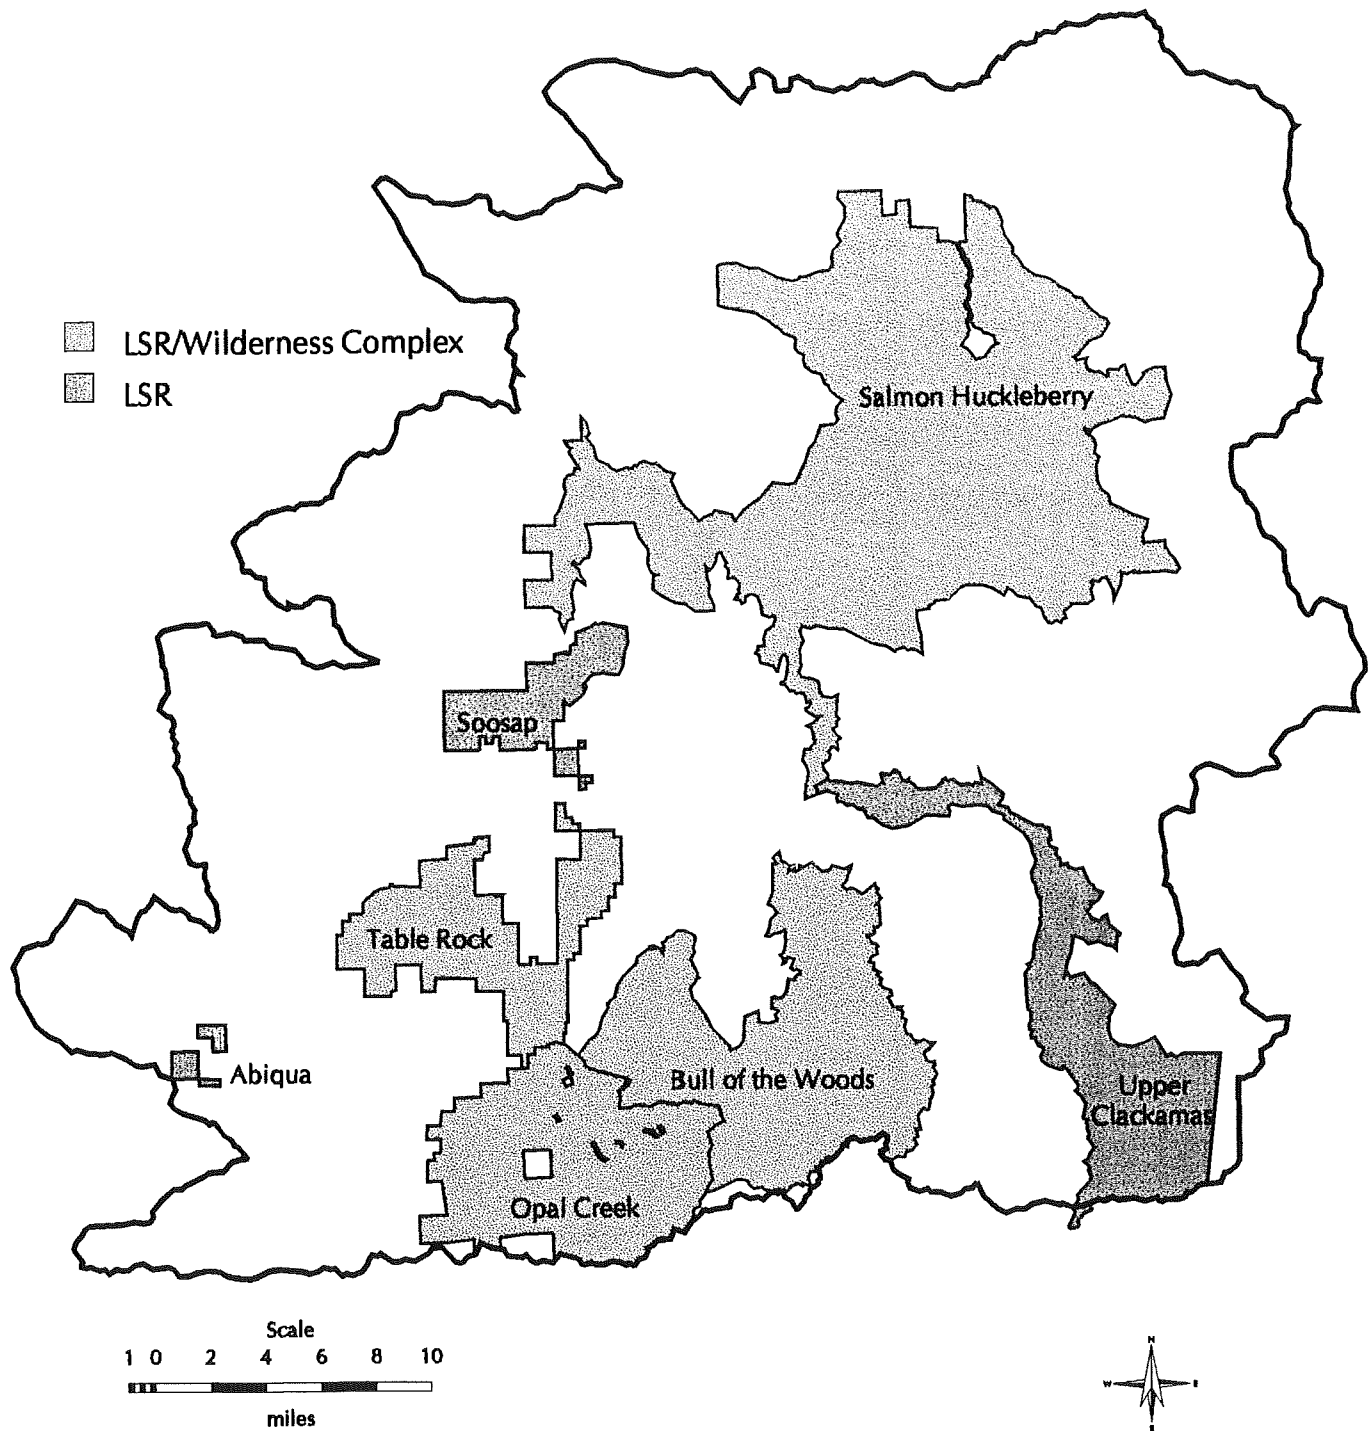 LSR/Wilderness Complex
LSR
Salmon Huckleberry
Soosap
Table Rock
Abiqua
Bull of the Woods
Upper
Clackamas
Opal Creek
Scale
1 0 2 4 6 8 10
miles
N
W